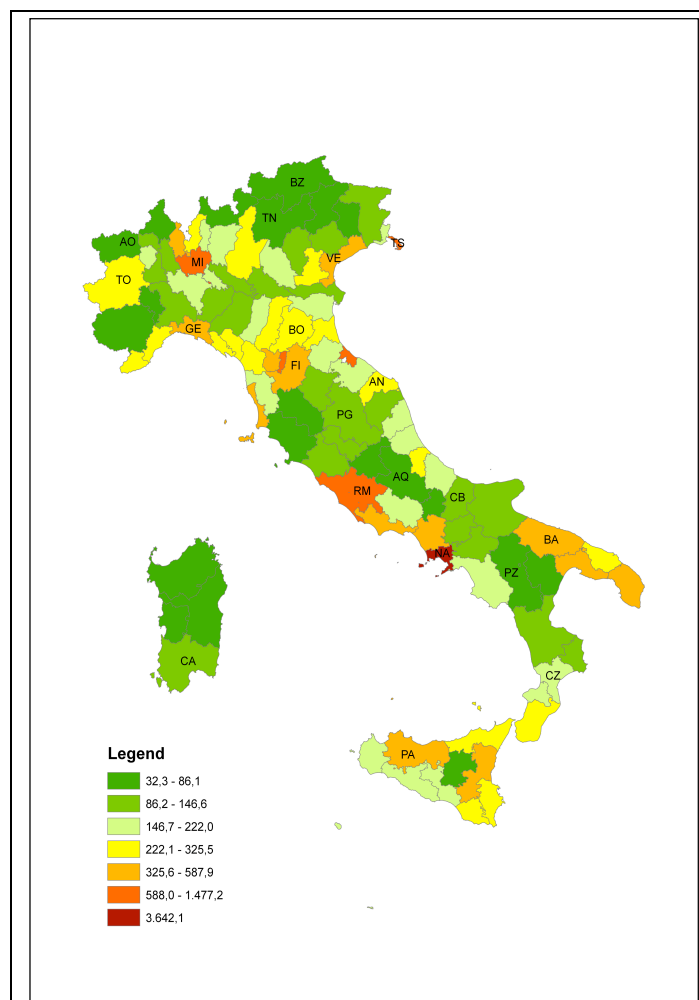 BZ
TN
AO
TS
VE
MI
TO
GE
BO
FI
AN
PG
AQ
RM
CB
BA
NA
PZ
CA
CZ
PA
Legend
32,3 - 86,1
86,2 - 146,6
146,7 - 222,0
222,1 - 325,5
325,6 - 587,9
588,0 - 1.477,2
3.642,1